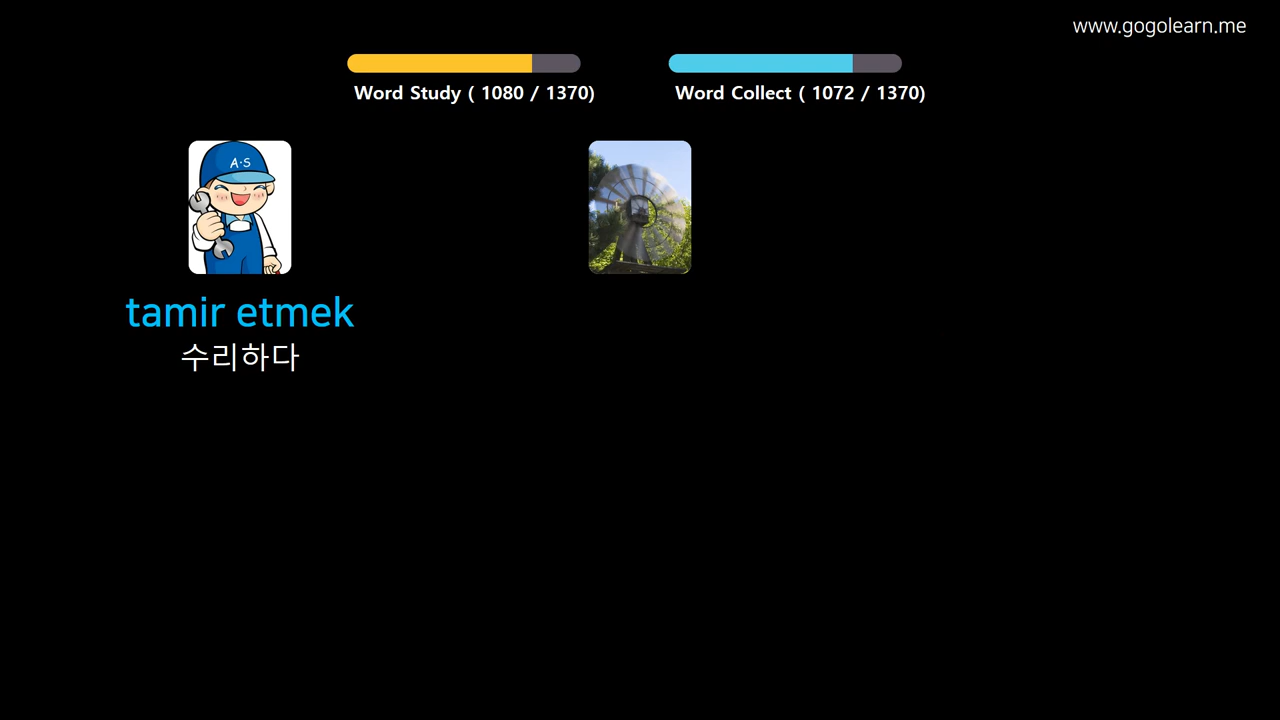 www.gogolearn.me
Word Study ( 1080 / 1370)
Word Collect ( 1072 / 1370)
A·S
tamir etmek
수리하다